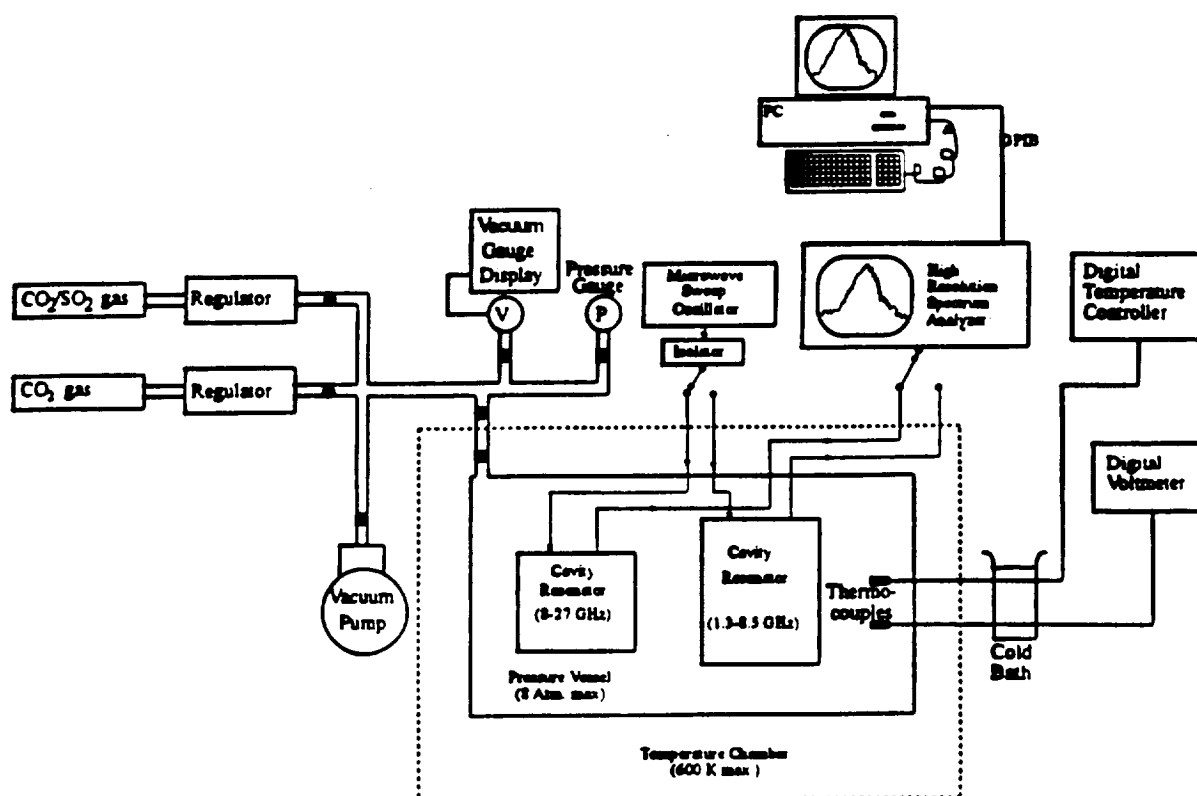 PC
GPIB
Vacuum
Gauge
Display
Pressure
Gauge
V
P
Microwave
Sweep
Oscillator
Isolator
High
Resolution
Spectrum
Analyzer
Digital
Temperature
Controller
CO2/SO2 gas
Regulator
CO2 gas
Regulator
Digital
Voltmeter
Vacuum
Pump
Cavity
Resonator
(8-27 GHz)
Cavity
Resonator
(1.3-8.5 GHz)
Thermo-
couples
Cold
Bath
Pressure Vessel
(8 Atm. max)
Temperature Chamber
(600 K max)